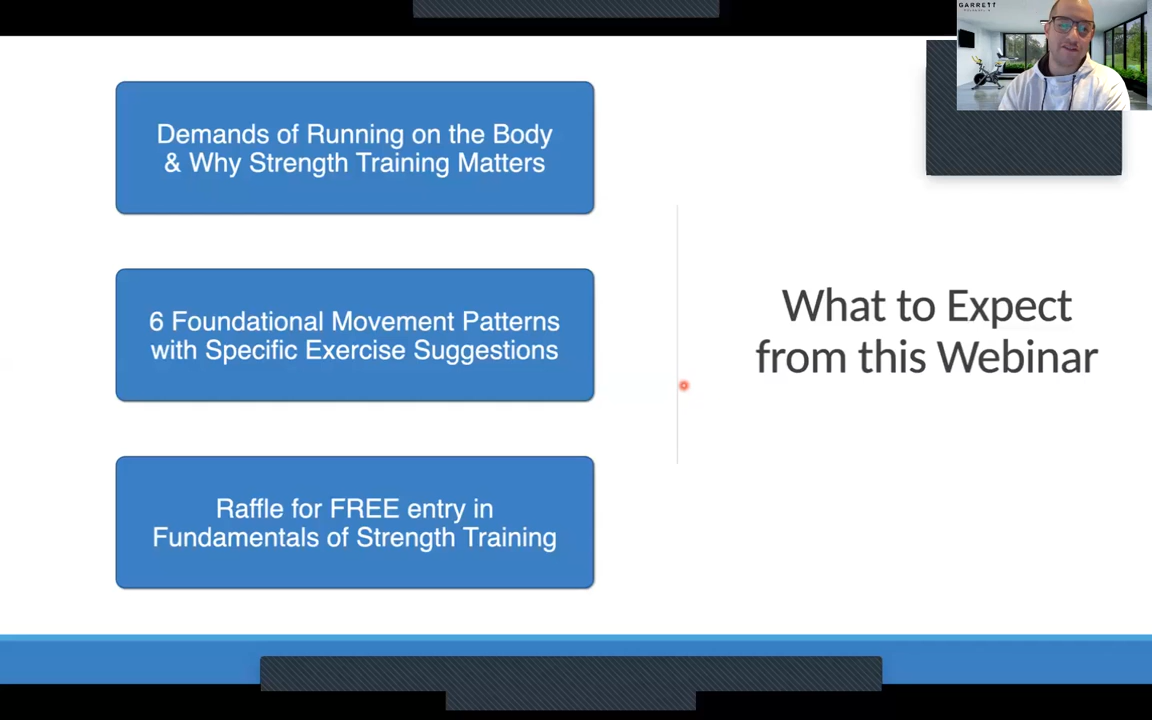 GARRETT
Demands of Running on the Body
& Why Strength Training Matters
6 Foundational Movement Patterns
with Specific Exercise Suggestions
Raffle for FREE entry in
Fundamentals of Strength Training
What to Expect
from this Webinar